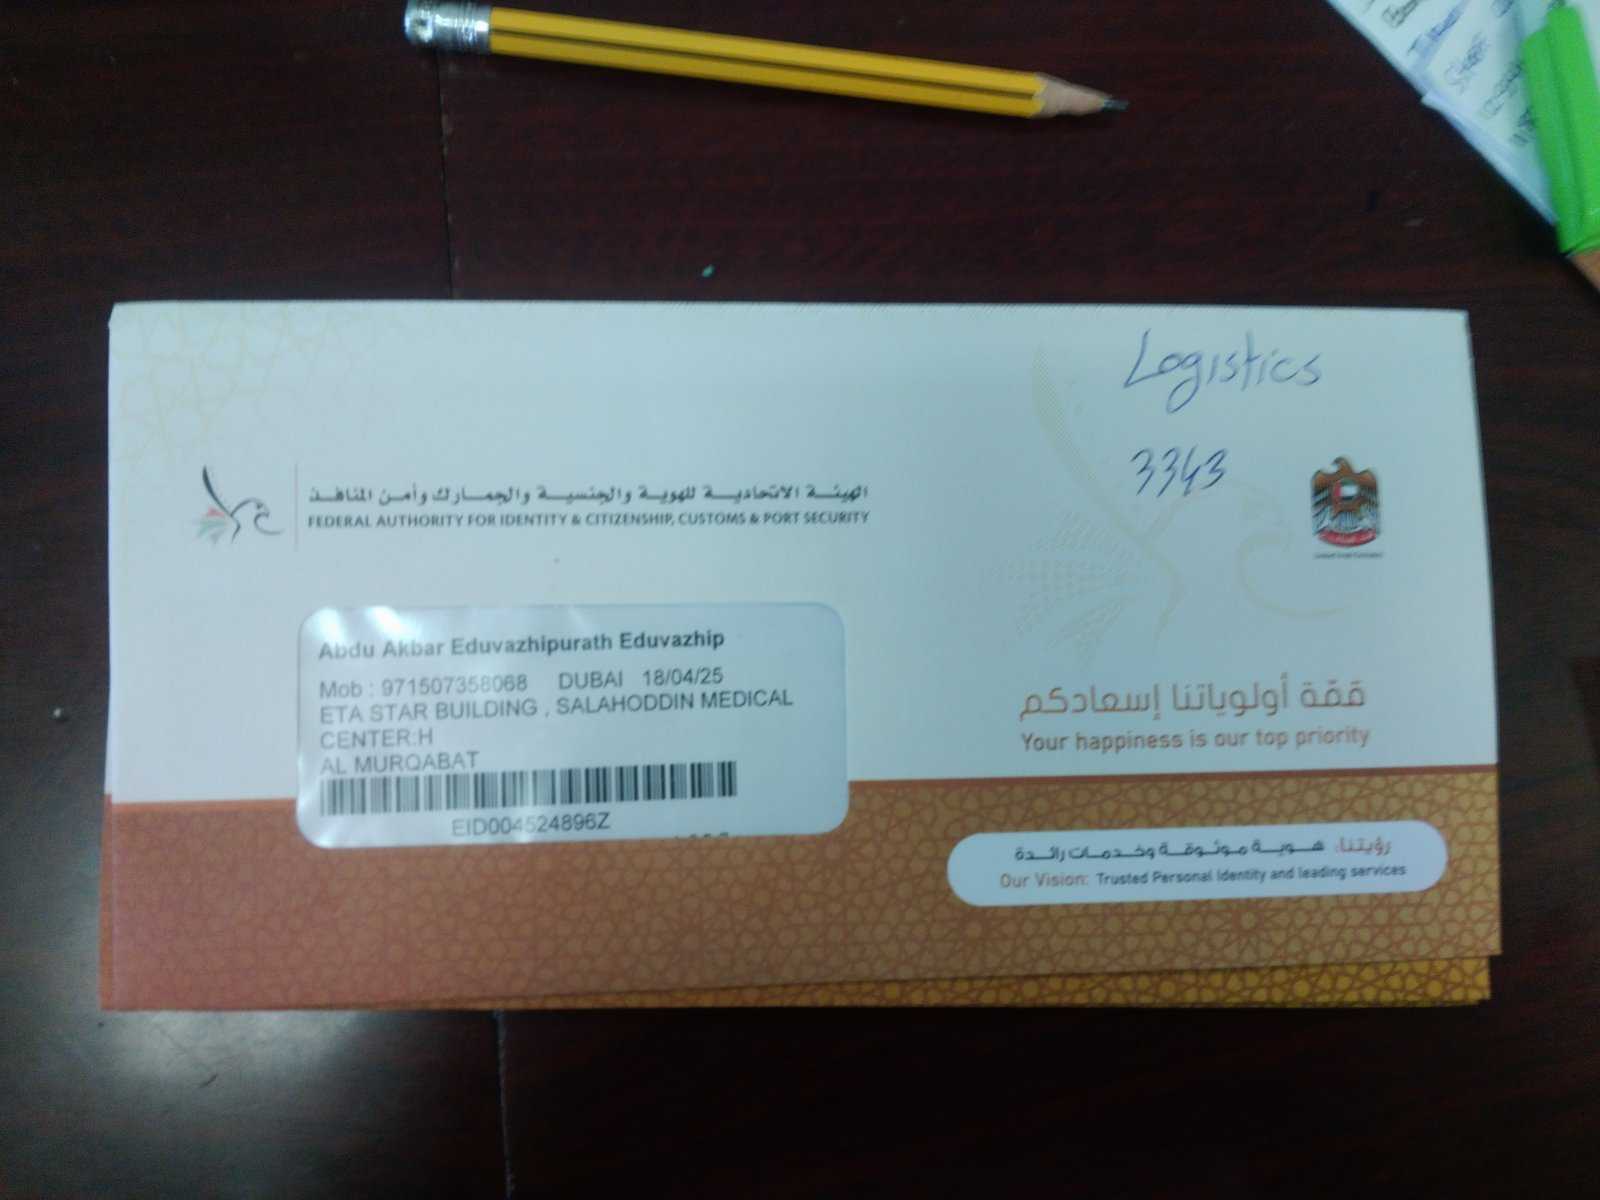 Logistics
3343
الهيئة الاتحادية للهوية والجنسية والجمارك وأمن المنافذ
FEDERAL AUTHORITY FOR IDENTITY & CITIZENSHIP, CUSTOMS & PORT SECURITY
Abdu Akbar Eduvazhipurath Eduvazhip
Mob : 971507358068 DUBAI 18/04/25
ETA STAR BUILDING , SALAHODDIN MEDICAL
CENTER:H
AL MURQABAT
EID004524896Z
قمّة أولوياتنا إسعادكم
Your happiness is our top priority
رؤيتنا: هوية موثوقة وخدمات رائدة
Our Vision: Trusted Personal Identity and leading services